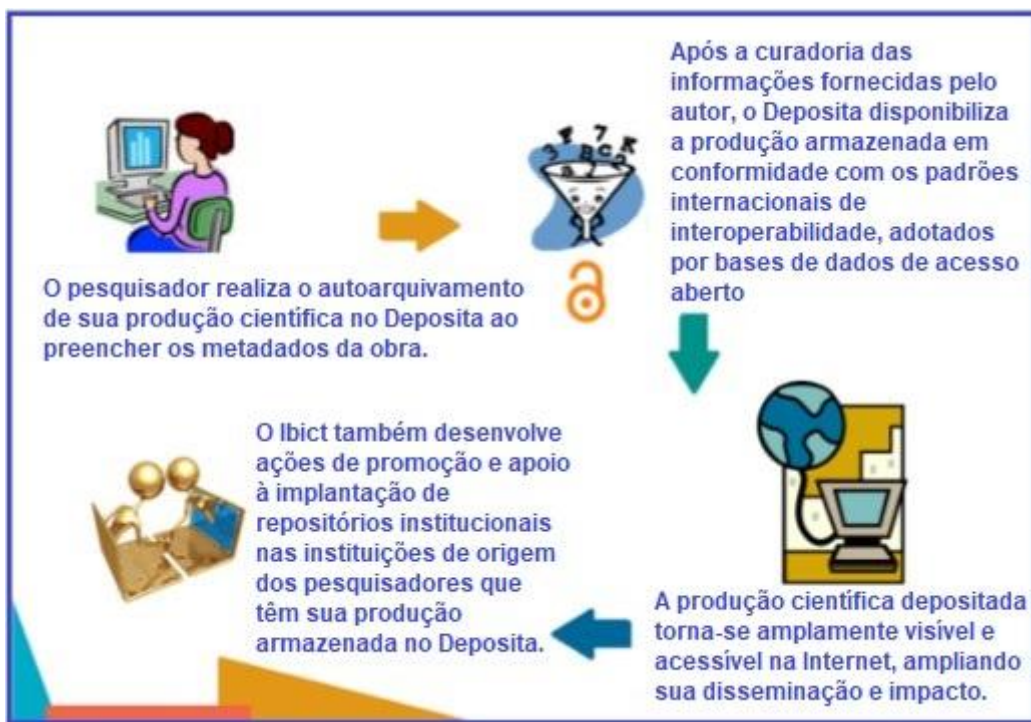 O pesquisador realiza o autoarquivamento
de sua produção científica no Deposita ao
preencher os metadados da obra.
Após a curadoria das
informações fornecidas pelo
autor, o Deposita disponibiliza
a produção armazenada em
conformidade com os padrões
internacionais de
interoperabilidade, adotados
por bases de dados de acesso
aberto
A produção científica depositada
torna-se amplamente visível e
acessível na Internet, ampliando
sua disseminação e impacto.
O Ibict também desenvolve
ações de promoção e apoio
à implantação de
repositórios institucionais
nas instituições de origem
dos pesquisadores que
têm sua produção
armazenada no Deposita.